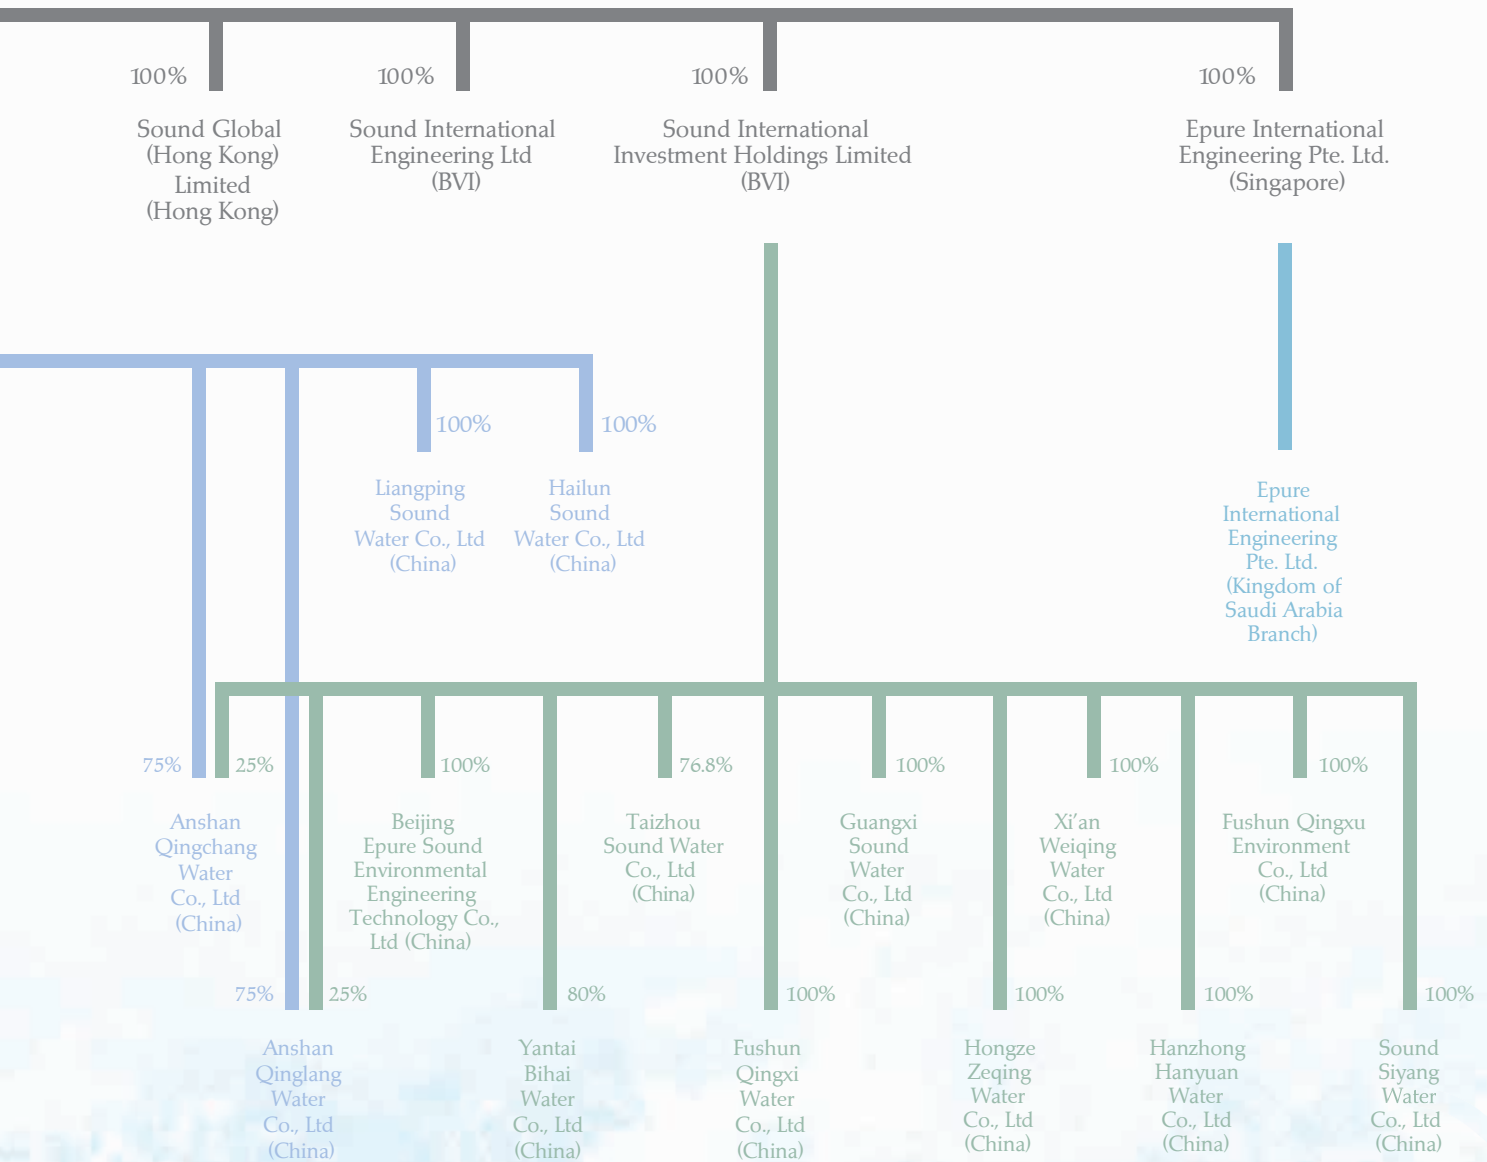 100%
Sound Global
(Hong Kong)
Limited
(Hong Kong)
100%
Sound International
Engineering Ltd
(BVI)
100%
Sound International
Investment Holdings Limited
(BVI)
100%
Epure International
Engineering Pte. Ltd.
(Singapore)
100%
Liangping
Sound
Water Co., Ltd
(China)
100%
Hailun
Sound
Water Co., Ltd
(China)
Epure
International
Engineering
Pte. Ltd.
(Kingdom of
Saudi Arabia
Branch)
75%
25%
Anshan
Qingchang
Water
Co., Ltd
(China)
100%
Beijing
Epure Sound
Environmental
Engineering
Technology Co.,
Ltd (China)
76.8%
Taizhou
Sound Water
Co., Ltd
(China)
100%
Guangxi
Sound
Water
Co., Ltd
(China)
100%
Xi’an
Weiqing
Water
Co., Ltd
(China)
100%
Fushun Qingxu
Environment
Co., Ltd
(China)
75%
25%
Anshan
Qinglang
Water
Co., Ltd
(China)
80%
Yantai
Bihai
Water
Co., Ltd
(China)
100%
Fushun
Qingxi
Water
Co., Ltd
(China)
100%
Hongze
Zeqing
Water
Co., Ltd
(China)
100%
Hanzhong
Hanyuan
Water
Co., Ltd
(China)
100%
Sound
Siyang
Water
Co., Ltd
(China)